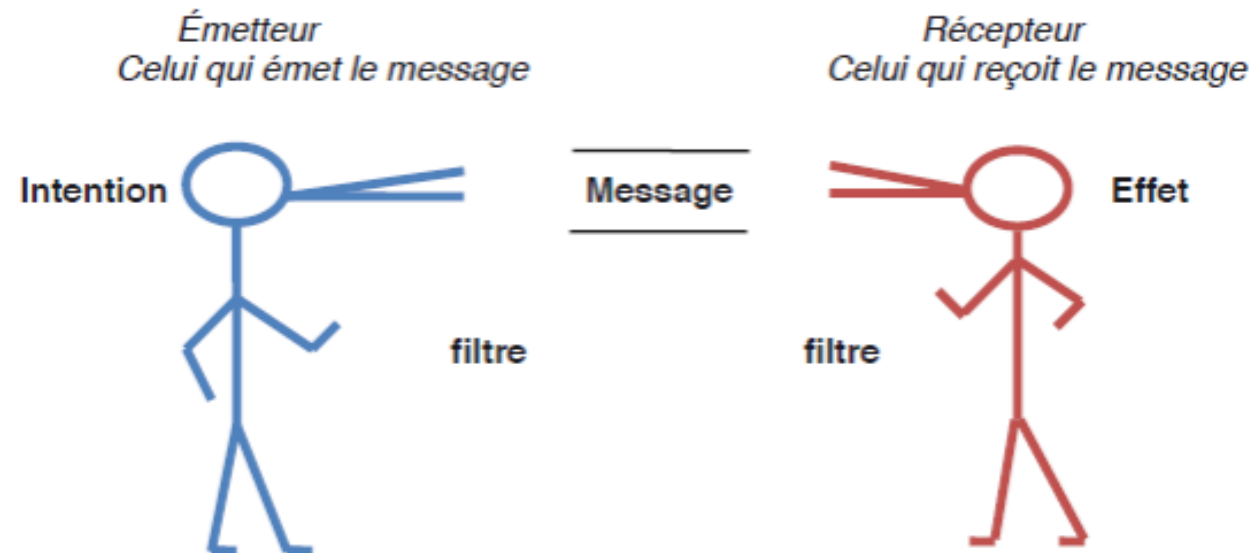 Émetteur
Celui qui émet le message
Récepteur
Celui qui reçoit le message
Intention
Message
Effet
filtre
filtre